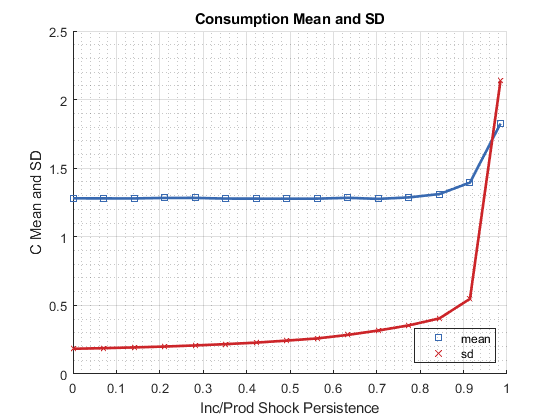 Consumption Mean and SD
2.5
2
1.5
1
0.5
0
C Mean and SD
mean
sd
0 0.1 0.2 0.3 0.4 0.5 0.6 0.7 0.8 0.9 1
Inc/Prod Shock Persistence